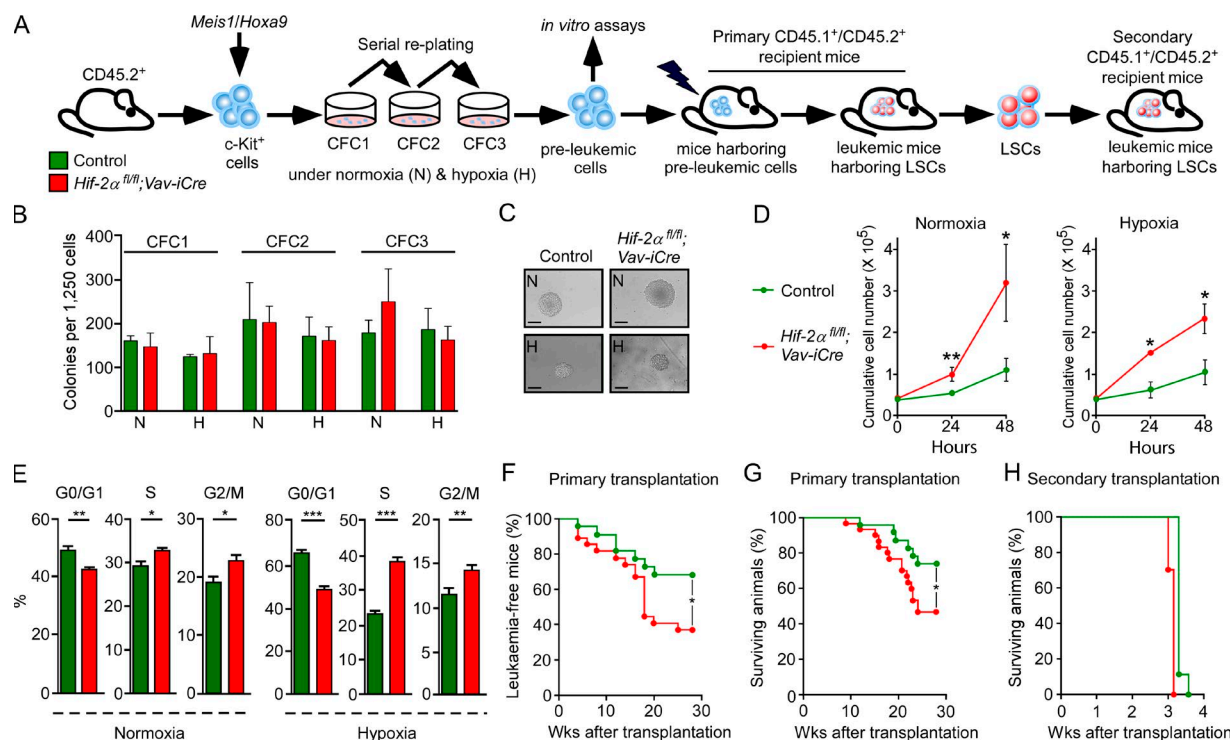 A
Meis1/Hoxa9
CD45.2+
c-Kit+
cells
Serial re-plating
CFC1 CFC2 CFC3
under normoxia (N) & hypoxia (H)
in vitro assays
pre-leukemic
cells
Primary CD45.1+/CD45.2+
recipient mice
mice harboring
pre-leukemic cells
leukemic mice
harboring LSCs
LSCs
Secondary
CD45.1+/CD45.2+
recipient mice
leukemic mice
harboring LSCs
Control
Hif-2α fl/fl;Vav-iCre
B
Colonies per 1,250 cells
400
300
200
100
0
CFC1 CFC2 CFC3
N H N H N H
C
Control
Hif-2α fl/fl;
Vav-iCre
N N
H H
D
Control
Hif-2α fl/fl;
Vav-iCre
Normoxia
Cumulative cell number (X 10^5)
4
3
2
1
0
** *
0 24 48
Hours
Hypoxia
Cumulative cell number (X 10^5)
4
3
2
1
0
* *
0 24 48
Hours
E
%
G0/G1 S G2/M
** * *
60
40
20
0
40
30
20
10
0
30
20
10
0
Normoxia
G0/G1 S G2/M
*** *** **
80
60
40
20
0
50
40
30
20
10
0
20
15
10
5
0
Hypoxia
F
Primary transplantation
Leukaemia-free mice (%)
100
80
60
40
20
0
*
0 10 20 30
Wks after transplantation
G
Primary transplantation
Surviving animals (%)
100
80
60
40
20
0
*
0 10 20 30
Wks after transplantation
H
Secondary transplantation
Surviving animals (%)
100
80
60
40
20
0
0 1 2 3 4
Wks after transplantation